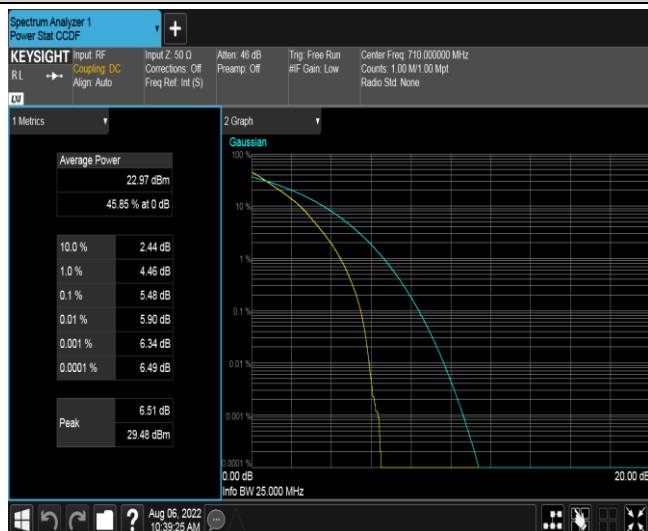 Spectrum Analyzer 1
Power Stat CCDF
+
KEYSIGHT
RL
LXI
Input: RF
Coupling: DC
Align: Auto
Input Z: 50 Ω
Corrections: Off
Freq Ref: Int (S)
Atten: 46 dB
Preamp: Off
Trig: Free Run
#IF Gain: Low
Center Freq: 710.000000 MHz
Counts: 1.00 M/1.00 Mpt
Radio Std: None
1 Metrics
Average Power
22.97 dBm
45.85 % at 0 dB
10.0 % 2.44 dB
1.0 % 4.46 dB
0.1 % 5.48 dB
0.01 % 5.90 dB
0.001 % 6.34 dB
0.0001 % 6.49 dB
Peak
6.51 dB
29.48 dBm
2 Graph
Gaussian
100 %
10 %
1 %
0.1 %
0.01 %
0.001 %
0.0001 %
0.00 dB 20.00 dB
Info BW 25.000 MHz
?
Aug 06, 2022
10:39:25 AM